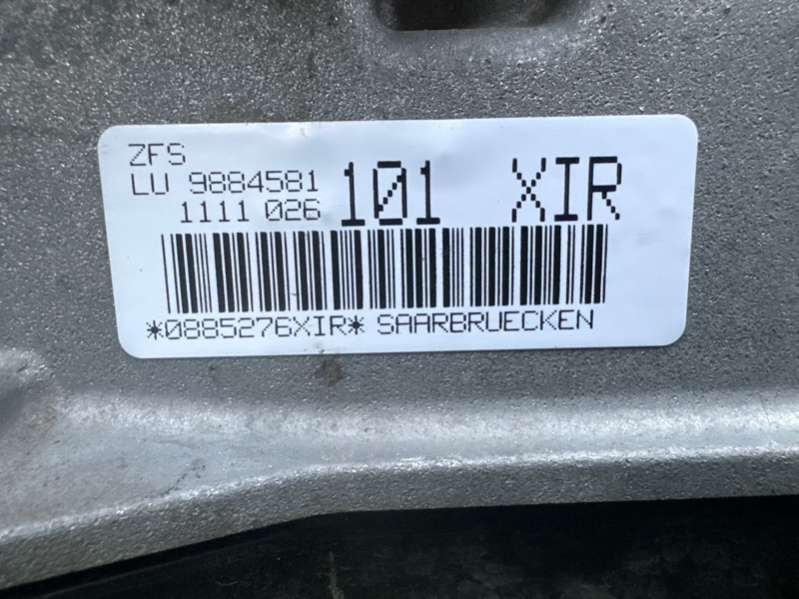 ZFS
LU 9884581
1111 026 101 XIR
*0885276XIR* SAARBRUECKEN